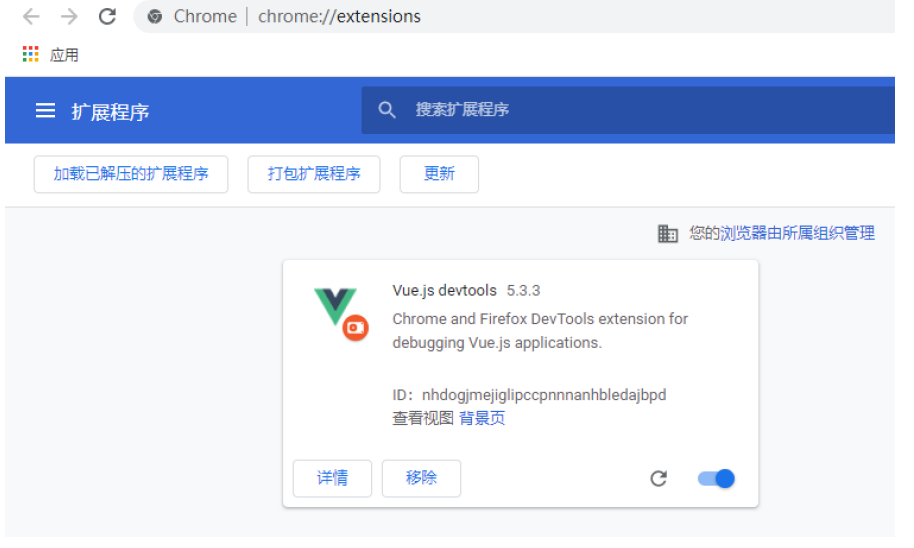 Chrome | chrome://extensions
应用
扩展程序 搜索扩展程序
加载已解压的扩展程序 打包扩展程序 更新
您的浏览器由所属组织管理
Vue.js devtools 5.3.3
Chrome and Firefox DevTools extension for
debugging Vue.js applications.
ID：nhdogjmejiglipccpnnnanhbledajbpd
查看视图 背景页
详情 移除